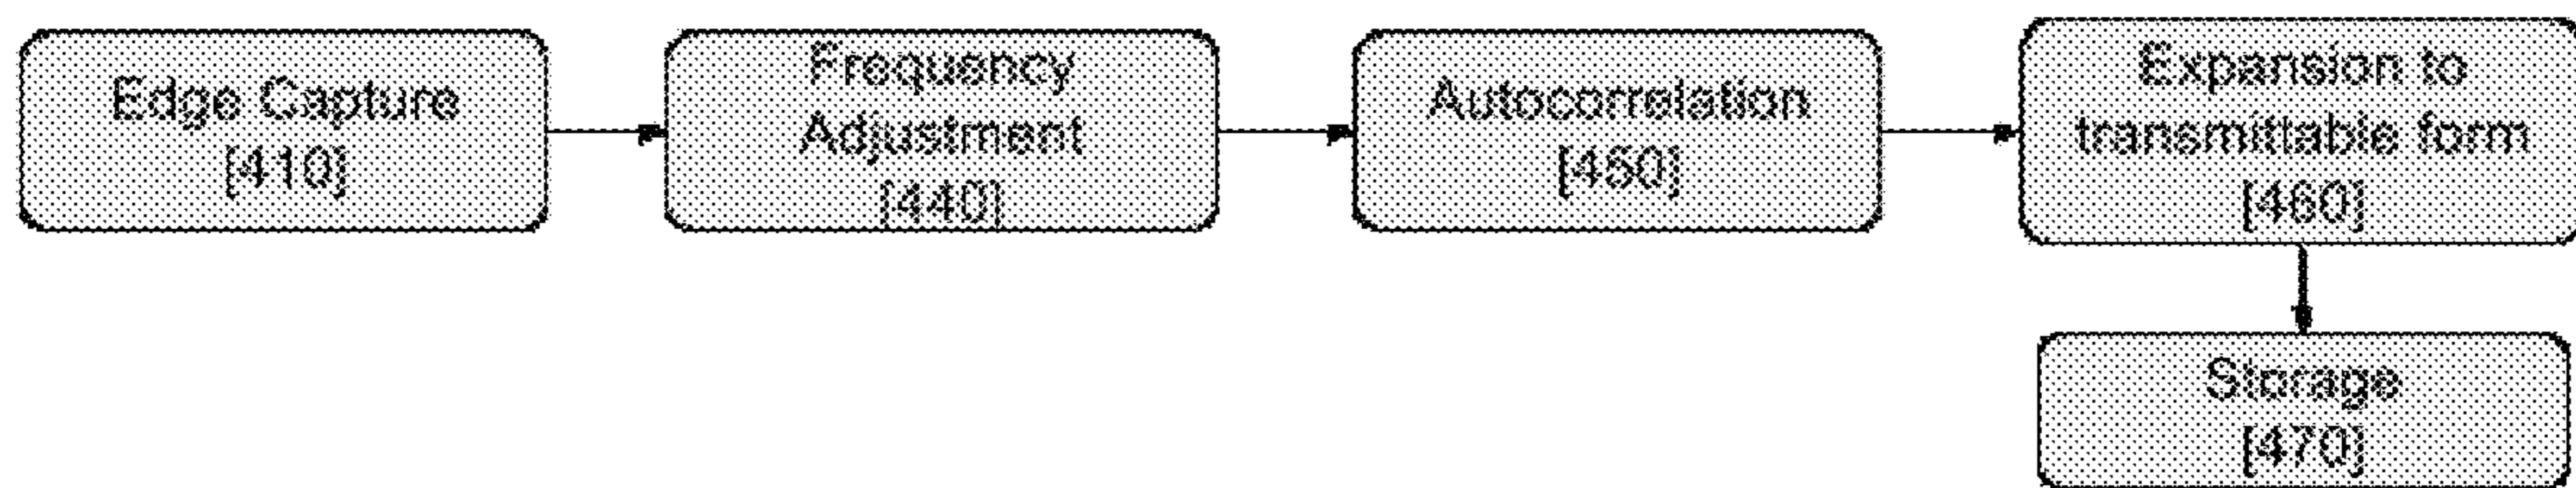 Edge Capture
[410]
Frequency
Adjustment
[440]
Autocorrelation
[450]
Expansion to
transmittable form
[460]
Storage
[470]